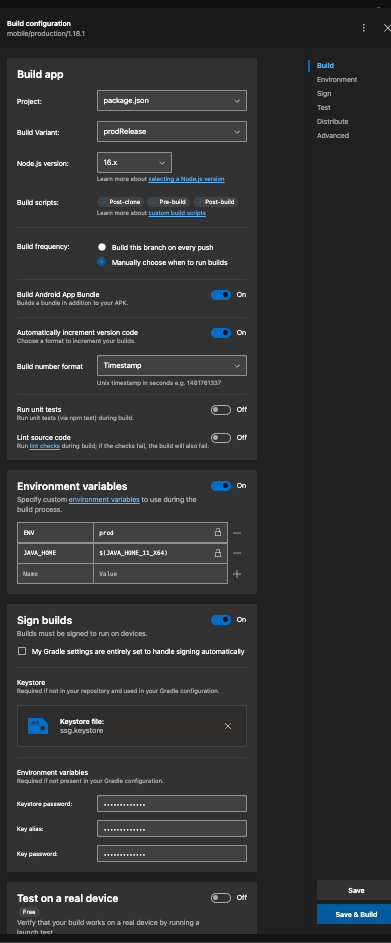 Build configuration
mobile/production/1.18.1
Build
Environment
Sign
Test
Distribute
Advanced
Build app
Project:
package.json
Build Variant:
prodRelease
Node.js version:
16.x
Learn more about selecting a Node.js version
Build scripts:
Post-clone Pre-build Post-build
Learn more about custom build scripts
Build frequency:
Build this branch on every push
Manually choose when to run builds
Build Android App Bundle
On
Builds a bundle in addition to your APK.
Automatically increment version code
On
Choose a format to increment your builds.
Build number format
Timestamp
Unix timestamp in seconds e.g. 1481761337
Run unit tests
Off
Run unit tests (via npm test) during build.
Lint source code
Off
Run lint checks during build; if the checks fail, the build will also fail.
Environment variables
On
Specify custom environment variables to use during the
build process.
ENV prod
JAVA_HOME $(JAVA_HOME_11_X64)
Name Value
Sign builds
On
Builds must be signed to run on devices.
My Gradle settings are entirely set to handle signing automatically
Keystore
Required if not in your repository and used in your Gradle configuration.
Keystore file:
ssg.keystore
Environment variables
Required if not present in your Gradle configuration.
Keystore password:
•••••••••••••
Key alias:
•••••••••••••
Key password:
•••••••••••••
Test on a real device
Off
Free
Verify that your build works on a real device by running a
launch test
Save
Save & Build